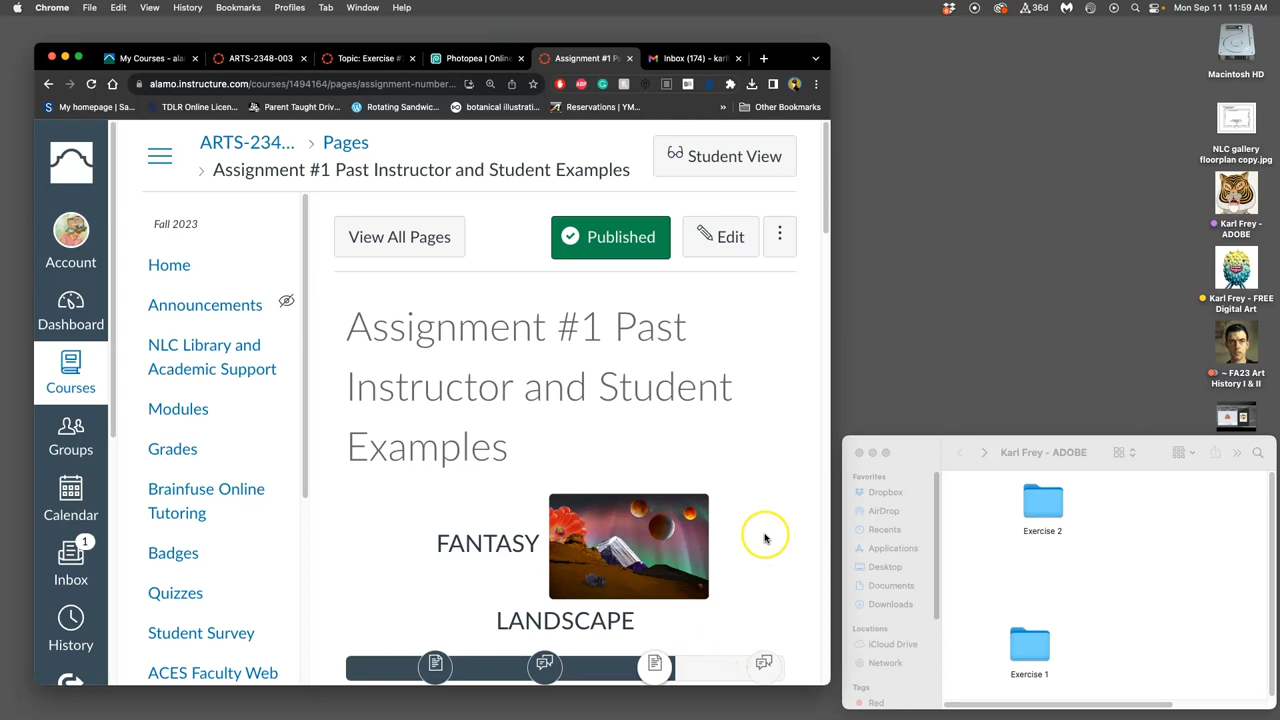 Chrome File Edit View History Bookmarks Profiles Tab Window Help
36d Mon Sep 11 11:59 AM
My Courses - ala
ARTS-2348-003
Topic: Exercise #
Photopea | Online
Assignment #1 P
Inbox (174) - karl
alamo.instructure.com/courses/1494164/pages/assignment-number...
My homepage | Sa...
TDLR Online Licen...
Parent Taught Driv...
Rotating Sandwic...
botanical illustrati...
Reservations | YM...
»
Other Bookmarks
ARTS-234... › Pages
› Assignment #1 Past Instructor and Student Examples
Student View
Account
Dashboard
Courses
Groups
Calendar
1
Inbox
History
Fall 2023
Home
Announcements
NLC Library and
Academic Support
Modules
Grades
Brainfuse Online
Tutoring
Badges
Quizzes
Student Survey
ACES Faculty Web
View All Pages
Published
Edit
Assignment #1 Past
Instructor and Student
Examples
FANTASY
LANDSCAPE
Macintosh HD
NLC gallery
floorplan copy.jpg
Karl Frey -
ADOBE
Karl Frey - FREE
Digital Art
~ FA23 Art
History I & II
Karl Frey - ADOBE
Favorites
Dropbox
AirDrop
Recents
Applications
Desktop
Documents
Downloads
Locations
iCloud Drive
Network
Tags
Red
Exercise 2
Exercise 1